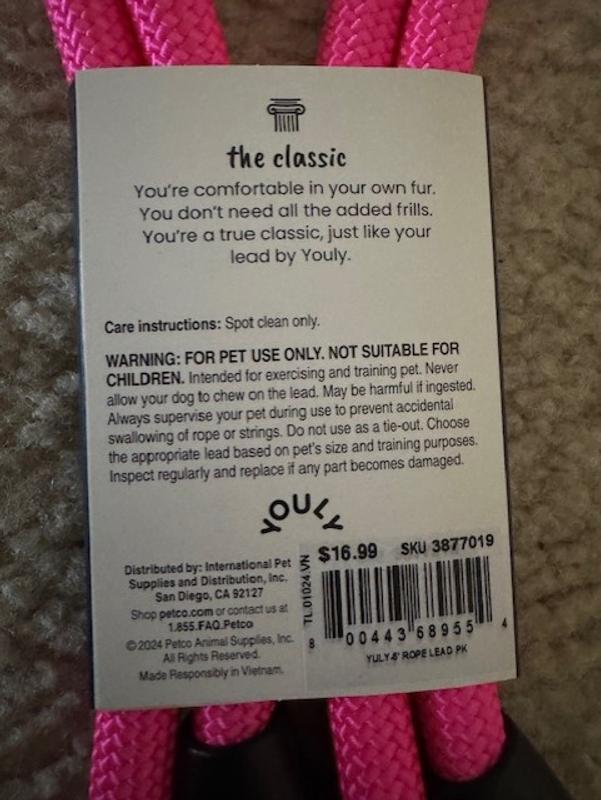 the classic
You're comfortable in your own fur.
You don't need all the added frills.
You're a true classic, just like your
lead by Youly.
Care instructions: Spot clean only.
WARNING: FOR PET USE ONLY. NOT SUITABLE FOR
CHILDREN. Intended for exercising and training pet. Never
allow your dog to chew on the lead. May be harmful if ingested.
Always supervise your pet during use to prevent accidental
swallowing of rope or strings. Do not use as a tie-out. Choose
the appropriate lead based on pet's size and training purposes.
Inspect regularly and replace if any part becomes damaged.
YOULY
Distributed by: International Pet
Supplies and Distribution, Inc.
San Diego, CA 92127
Shop petco.com or contact us at
1.855.FAQ.Petco
© 2024 Petco Animal Supplies, Inc.
All Rights Reserved.
Made Responsibly in Vietnam.
TL.01024.VN
$16.99 SKU 3877019
8 00443 68955 4
YULY 6' ROPE LEAD PK